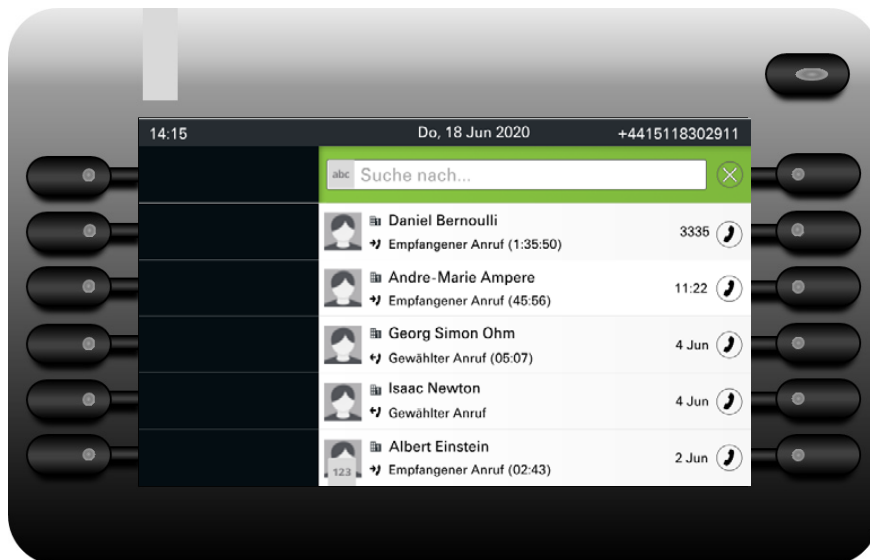 14:15 Do, 18 Jun 2020 +4415118302911
abc Suche nach...
Daniel Bernoulli
Empfangener Anruf (1:35:50) 3335
Andre-Marie Ampere
Empfangener Anruf (45:56) 11:22
Georg Simon Ohm
Gewählter Anruf (05:07) 4 Jun
Isaac Newton
Gewählter Anruf 4 Jun
Albert Einstein
123 Empfangener Anruf (02:43) 2 Jun